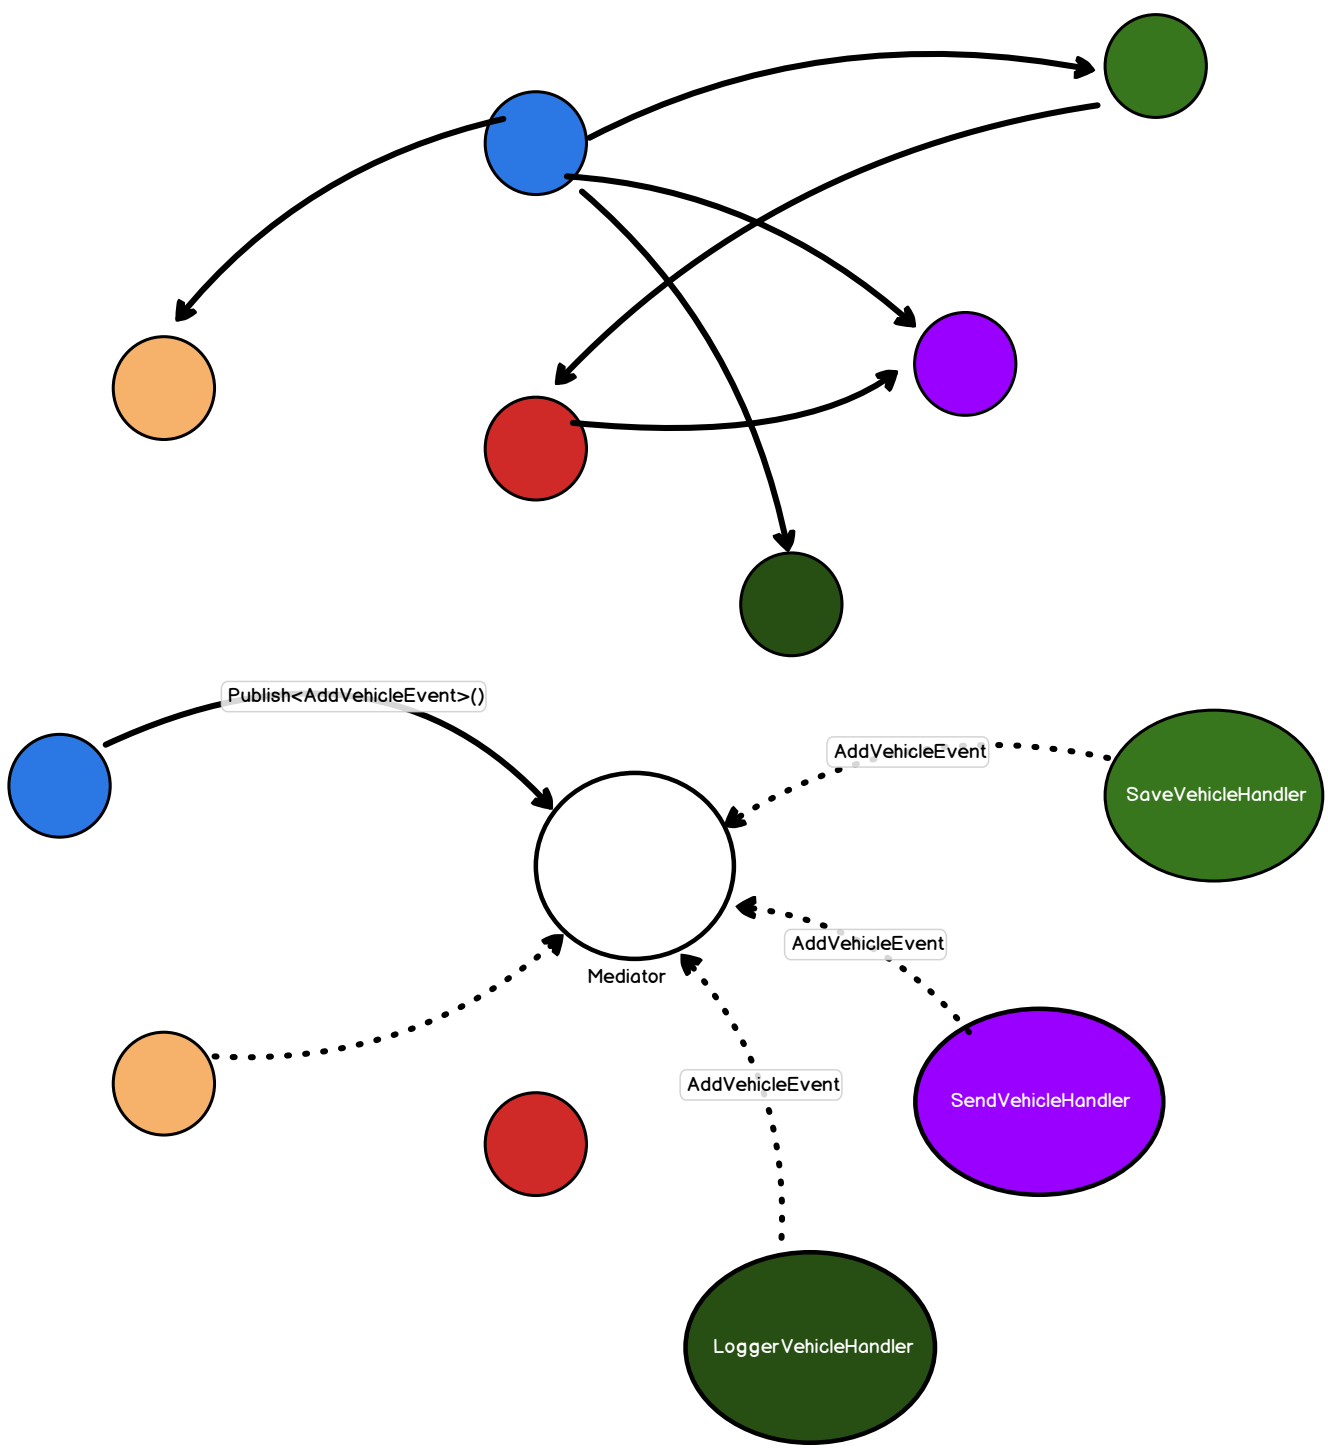 Publish<AddVehicleEvent>()
AddVehicleEvent
SaveVehicleHandler
AddVehicleEvent
Mediator
AddVehicleEvent
SendVehicleHandler
LoggerVehicleHandler